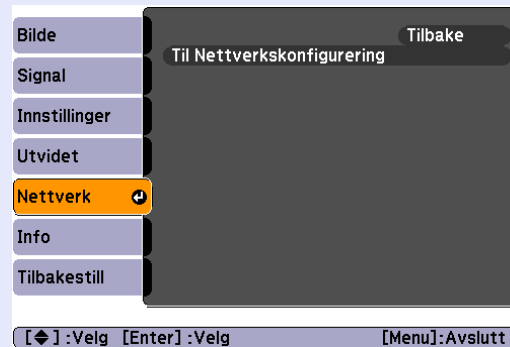 Bilde
Signal
Innstillinger
Utvidet
Nettverk
Info
Tilbakestill
Tilbake
Til Nettverkskonfigurering
[◆] :Velg [Enter] :Velg [Menu]:Avslutt